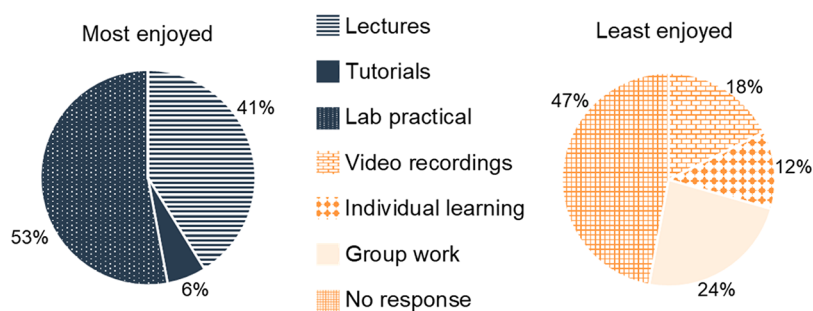 Most enjoyed
41%
53%
6%
Lectures
Tutorials
Lab practical
Video recordings
Individual learning
Group work
No response
Least enjoyed
18%
47%
12%
24%